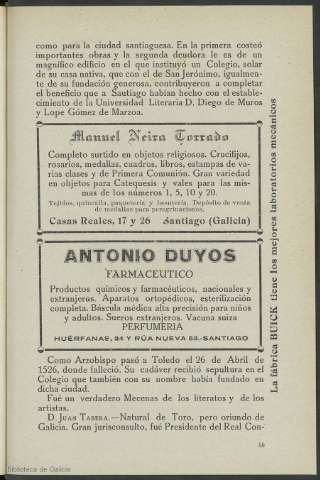 como para la ciudad santiaguesa. En la primera costeó
importantes obras y la segunda deudora le es de un
magnífico edificio en el que instituyó un Colegio, solar
de su casa nativa, que con el de San Jerónimo, igualmen-
te de su fundación generosa, contribuyeron a completar
el beneficio que a Santiago habían hecho con el estable-
cimiento de la Universidad Literaria D. Diego de Muros
y Lope Gómez de Marzoa.
Manuel Neira Torrado
Completo surtido en objetos religiosos. Crucifijos,
rosarios, medallas, cuadros, libros, estampas de va-
rias clases y de Primera Comunión. Gran variedad
en objetos para Catequesis y vales para las mis-
mas de los números 1, 5, 10 y 20.
Tejidos, quincalla, paquetería y bisutería. Depósito de venta
de medallas para peregrinaciones.
Casas Reales, 17 y 26 Santiago (Galicia)
ANTONIO DUYOS
FARMACEUTICO
Productos químicos y farmacéuticos, nacionales y
extranjeros. Aparatos ortopédicos, esterilización
completa. Báscula médica alta precisión para niños
y adultos. Sueros extranjeros. Vacuna suiza
PERFUMERIA
HUÉRFANAS, 24 Y RÚA NUEVA 53.-SANTIAGO
Como Arzobispo pasó a Toledo el 26 de Abril de
1526, donde falleció. Su cadáver recibió sepultura en el
Colegio que también con su nombre había fundado en
dicha ciudad.
Fué un verdadero Mecenas de los literatos y de los
artistas.
D. JUAN TABERA.—Natural de Toro, pero oriundo de
Galicia. Gran jurisconsulto, fué Presidente del Real Con-
La fábrica BUICK tiene los mejores laboratorios mecánicos
Biblioteca de Galicia